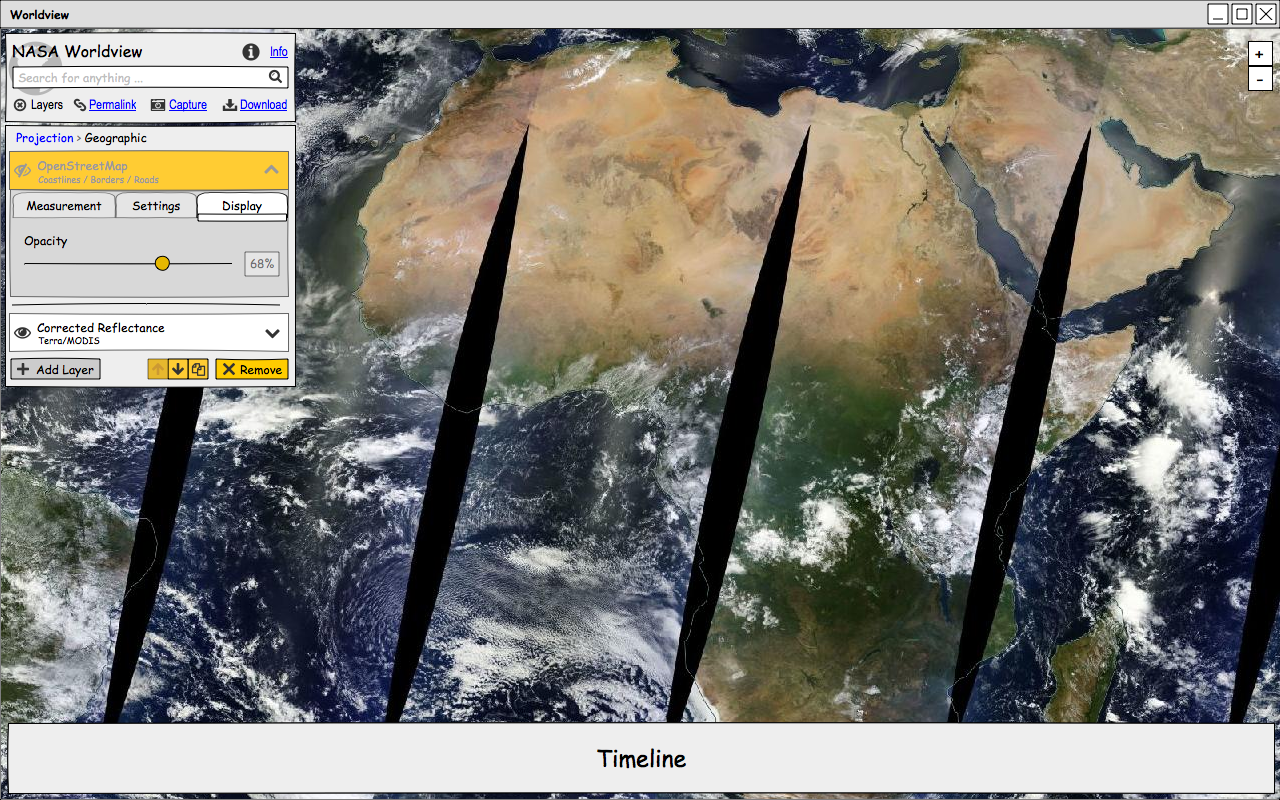 Worldview
NASA Worldview
Info
Search for anything ...
Layers Permalink Capture Download
Projection > Geographic
OpenStreetMap
Coastlines / Borders / Roads
Measurement Settings Display
Opacity
68%
Corrected Reflectance
Terra/MODIS
Add Layer Remove
+
-
Timeline